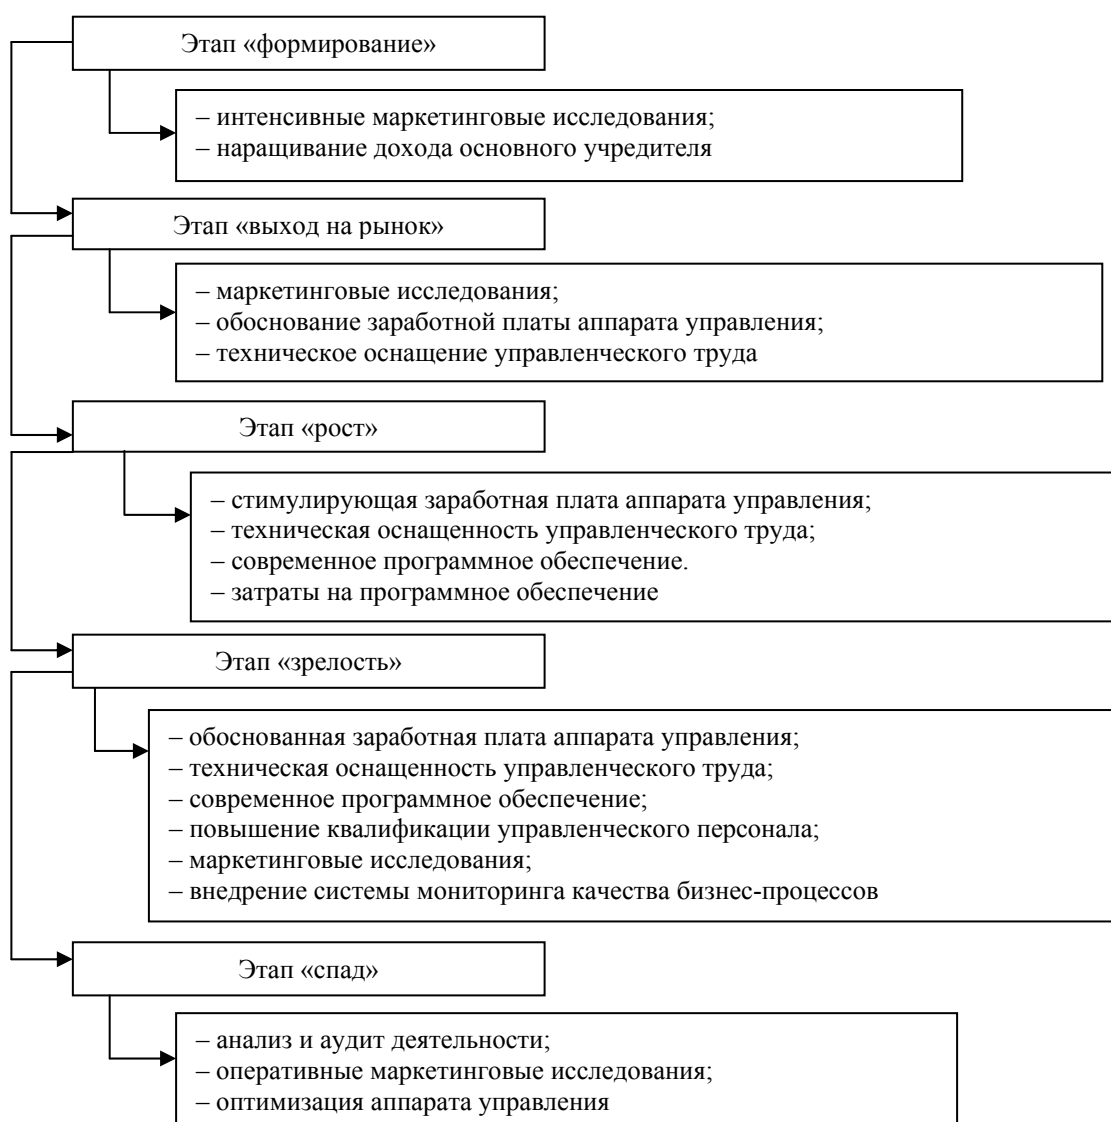 Этап «формирование»
– интенсивные маркетинговые исследования;
– наращивание дохода основного учредителя
Этап «выход на рынок»
– маркетинговые исследования;
– обоснование заработной платы аппарата управления;
– техническое оснащение управленческого труда
Этап «рост»
– стимулирующая заработная плата аппарата управления;
– техническая оснащенность управленческого труда;
– современное программное обеспечение.
– затраты на программное обеспечение
Этап «зрелость»
– обоснованная заработная плата аппарата управления;
– техническая оснащенность управленческого труда;
– современное программное обеспечение;
– повышение квалификации управленческого персонала;
– маркетинговые исследования;
– внедрение системы мониторинга качества бизнес-процессов
Этап «спад»
– анализ и аудит деятельности;
– оперативные маркетинговые исследования;
– оптимизация аппарата управления